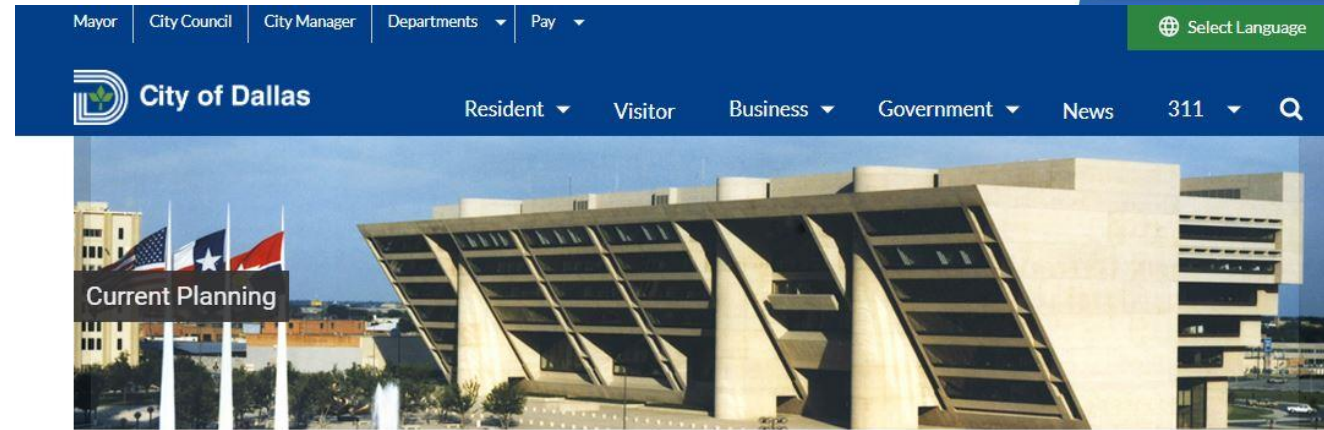 Mayor City Council City Manager Departments Pay
Select Language
City of Dallas
Resident Visitor Business Government News 311
Current Planning